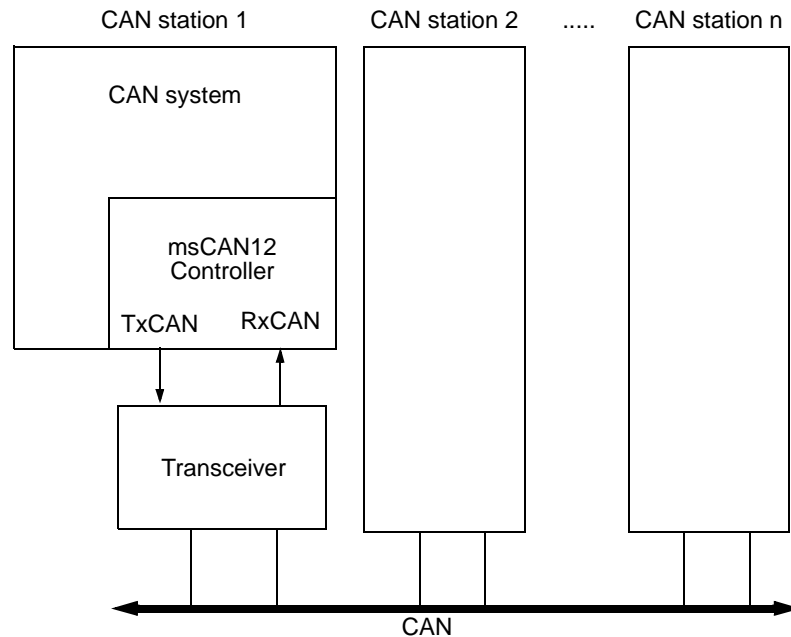 CAN station 1
CAN station 2
.....
CAN station n
CAN system
msCAN12
Controller
TxCAN
RxCAN
Transceiver
CAN